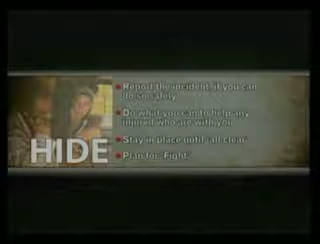 Report the incident, if you can
do so safely
Do what you can to help any
injured who are with you
Stay in place until "all clear"
Plan for "Fight"
HIDE